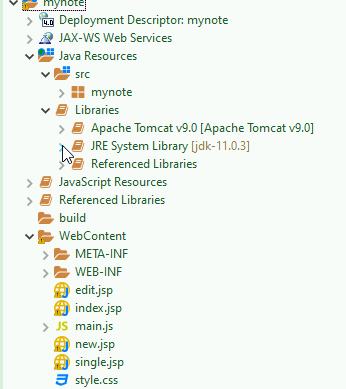 mynote
Deployment Descriptor: mynote
JAX-WS Web Services
Java Resources
src
mynote
Libraries
Apache Tomcat v9.0 [Apache Tomcat v9.0]
JRE System Library [jdk-11.0.3]
Referenced Libraries
JavaScript Resources
Referenced Libraries
build
WebContent
META-INF
WEB-INF
edit.jsp
index.jsp
JS main.js
new.jsp
single.jsp
style.css